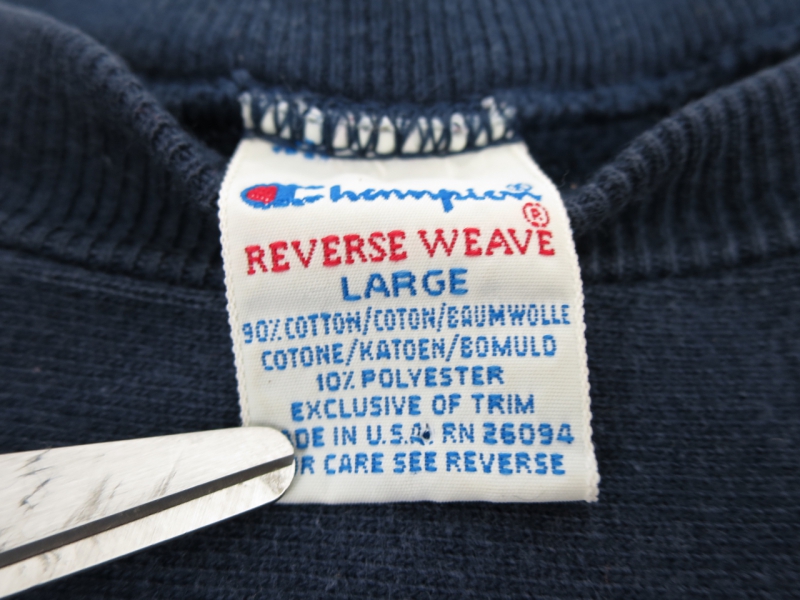 Champion®
REVERSE WEAVE®
LARGE
90% COTTON/COTON/BAUMWOLLE
COTONE/KATOEN/BOMULD
10% POLYESTER
EXCLUSIVE OF TRIM
DE IN U.S.A. RN 26094
R CARE SEE REVERSE